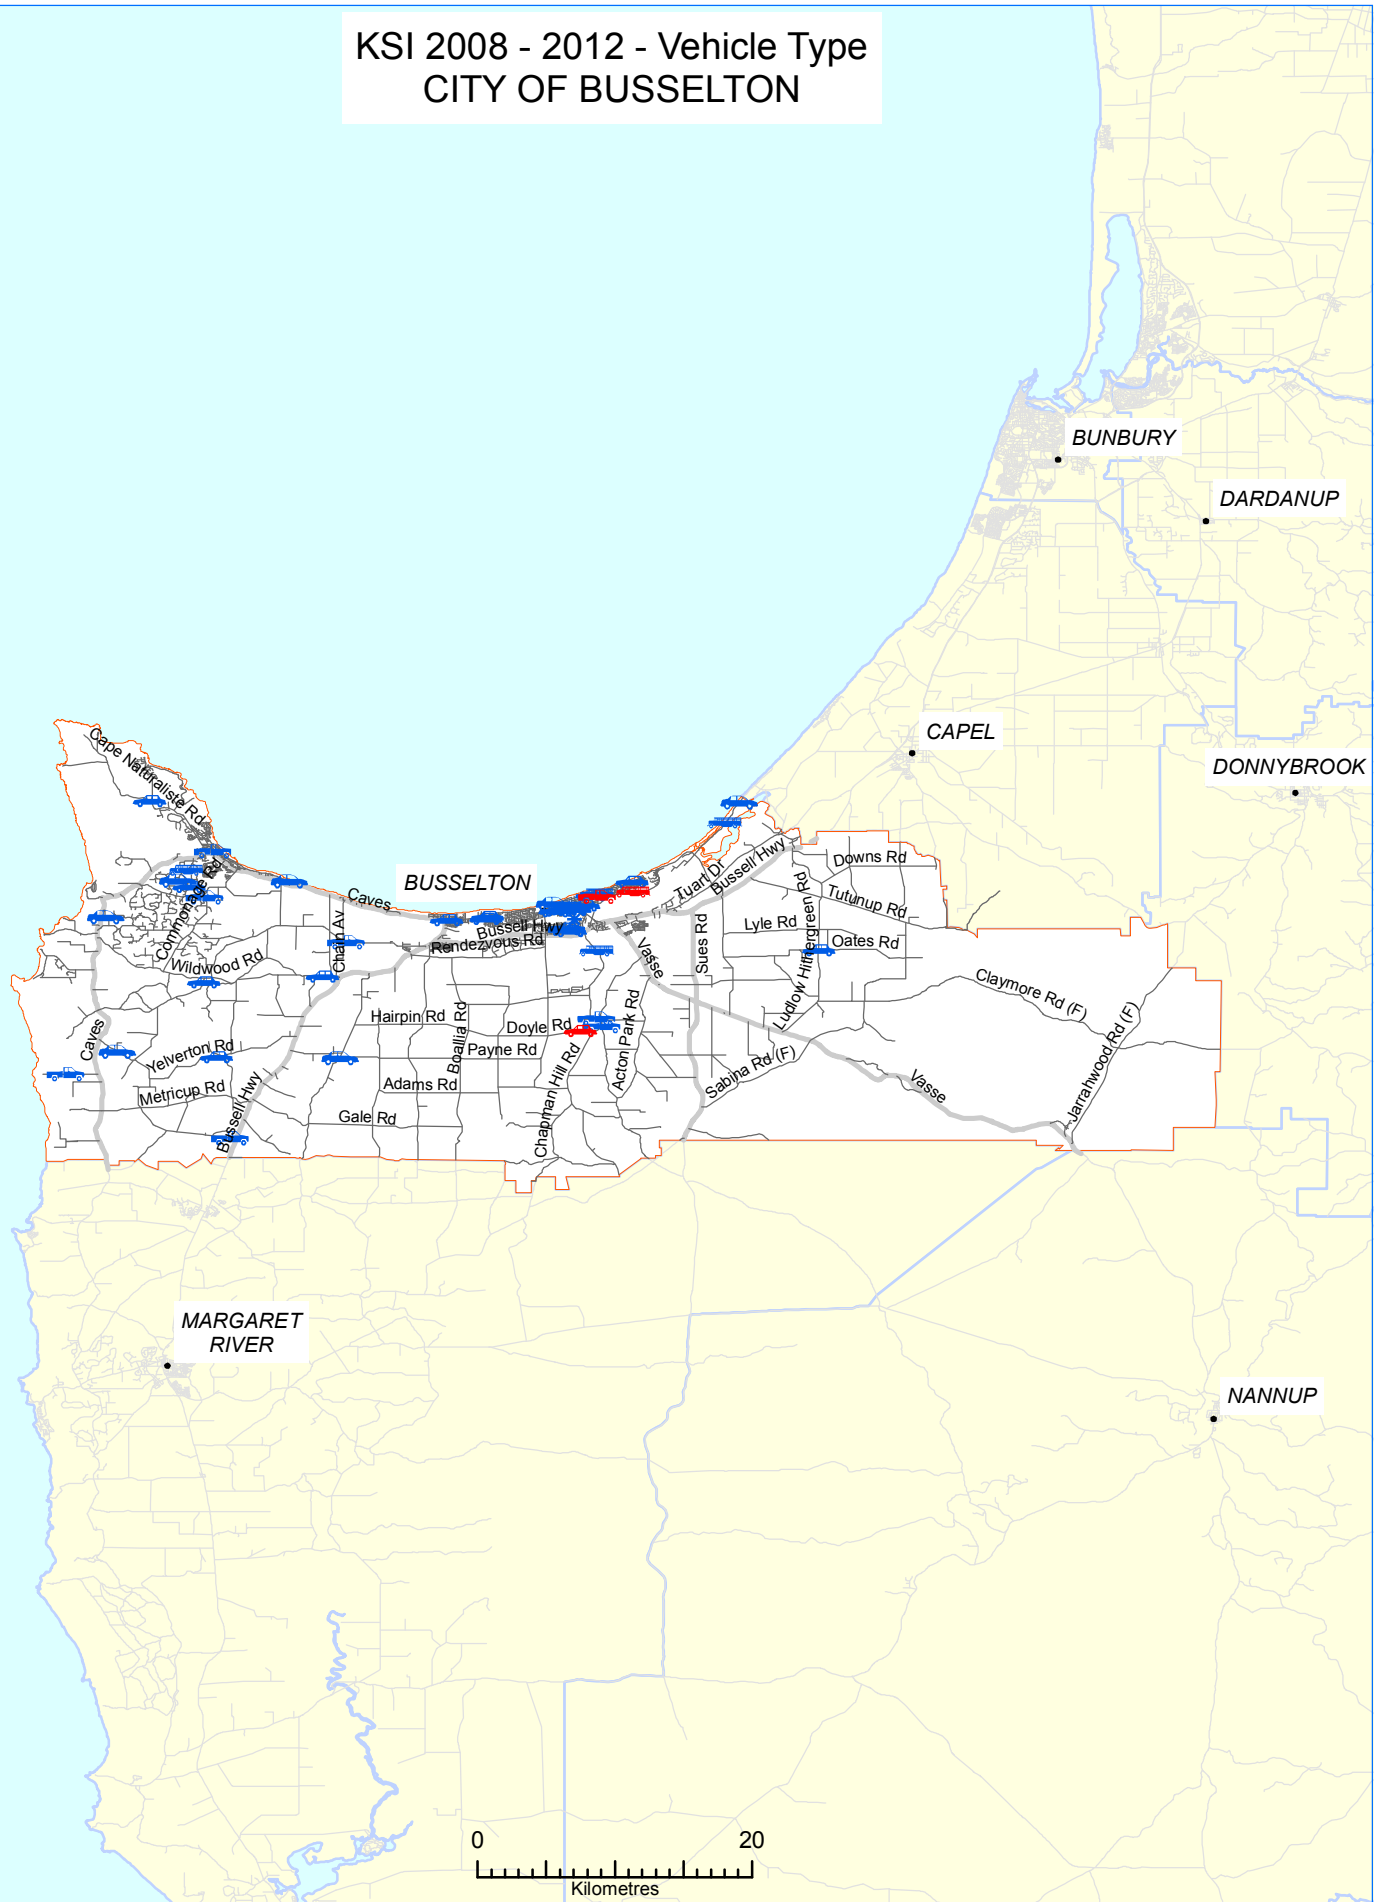 KSI 2008 - 2012 - Vehicle Type
CITY OF BUSSELTON
BUNBURY
DARDANUP
CAPEL
DONNYBROOK
Cape Naturaliste Rd
BUSSELTON
Caves
Tuart Dr
Bussell Hwy
Downs Rd
Tutunup Rd
Commonage Rd
Chain Av
Bussell Hwy
Rendezvous Rd
Lyle Rd
Oates Rd
Wildwood Rd
Vasse
Sues Rd
Ludlow Hithergreen Rd
Claymore Rd (F)
Hairpin Rd
Boallia Rd
Doyle Rd
Acton Park Rd
Caves
Yelverton Rd
Payne Rd
Jarrahwood Rd (F)
Metricup Rd
Bussell Hwy
Adams Rd
Chapman Hill Rd
Sabina Rd (F)
Vasse
Gale Rd
MARGARET
RIVER
NANNUP
0 20
Kilometres